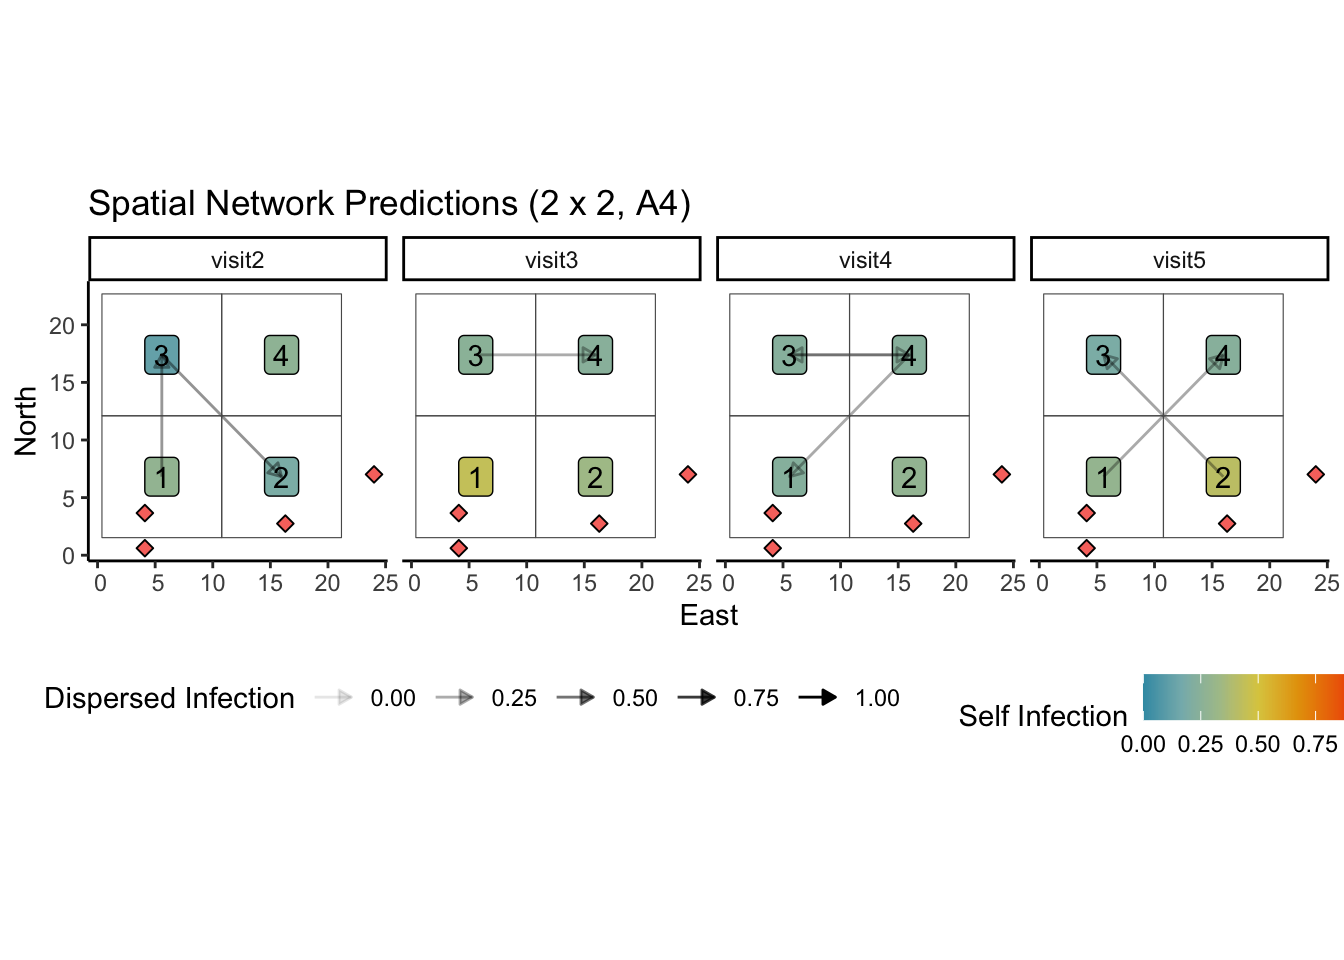 Spatial Network Predictions (2 x 2, A4)
visit2 visit3 visit4 visit5
20
15
10
5
0
North
3 4 3 4 3 4 3 4
1 2 1 2 1 2 1 2
0 5 10 15 20 25 0 5 10 15 20 25 0 5 10 15 20 25 0 5 10 15 20 25
East
Dispersed Infection 0.00 0.25 0.50 0.75 1.00
Self Infection
0.00 0.25 0.50 0.75